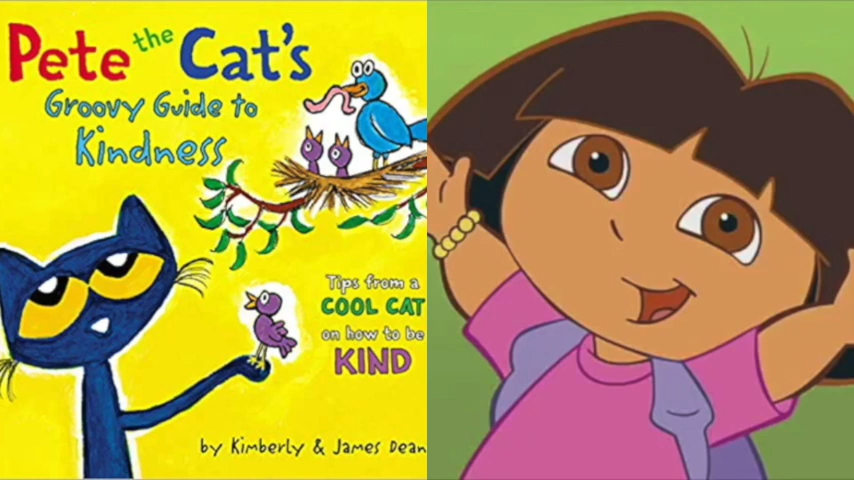 Pete the Cat's
Groovy Guide to
Kindness
Tips from a
COOL CAT
on how to be
KIND
by Kimberly & James Dean